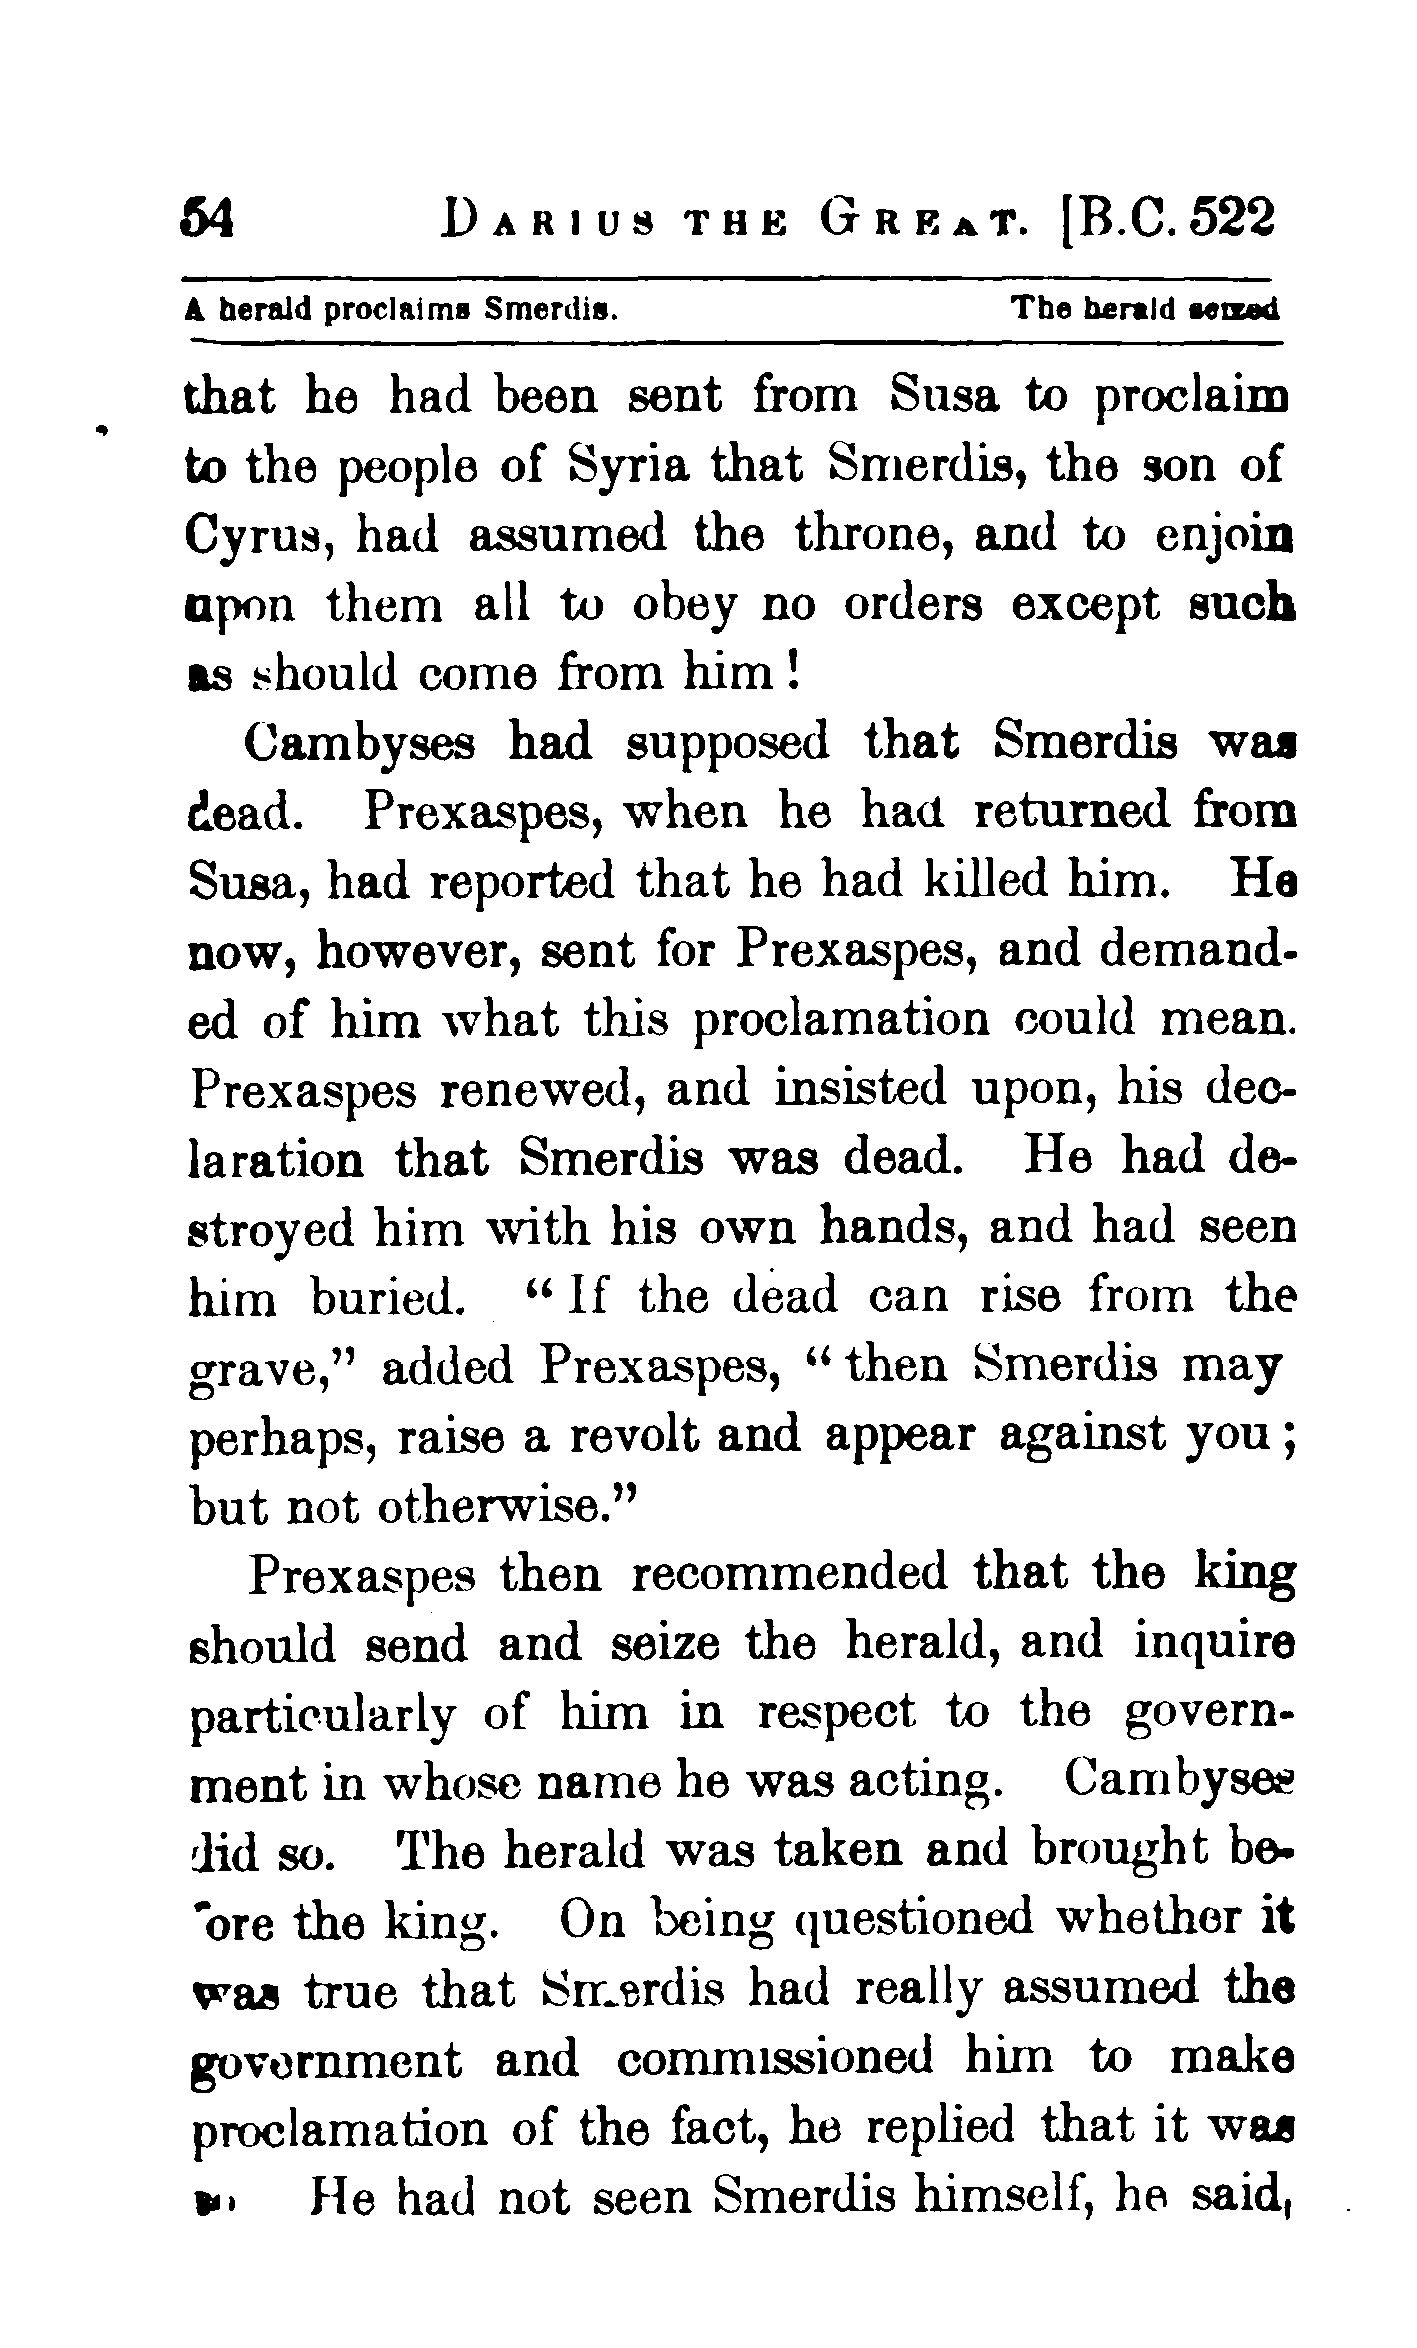 54 DARIUS THE GREAT. [B.C. 522
A herald proclaims Smerdis. The herald seized
that he had been sent from Susa to proclaim
to the people of Syria that Smerdis, the son of
Cyrus, had assumed the throne, and to enjoin
upon them all to obey no orders except such
as should come from him!
Cambyses had supposed that Smerdis was
dead. Prexaspes, when he had returned from
Susa, had reported that he had killed him. He
now, however, sent for Prexaspes, and demand-
ed of him what this proclamation could mean.
Prexaspes renewed, and insisted upon, his dec-
laration that Smerdis was dead. He had de-
stroyed him with his own hands, and had seen
him buried. "If the dead can rise from the
grave," added Prexaspes, "then Smerdis may
perhaps, raise a revolt and appear against you;
but not otherwise."
Prexaspes then recommended that the king
should send and seize the herald, and inquire
particularly of him in respect to the govern-
ment in whose name he was acting. Cambyses
did so. The herald was taken and brought be-
fore the king. On being questioned whether it
was true that Smerdis had really assumed the
government and commissioned him to make
proclamation of the fact, he replied that it was
He had not seen Smerdis himself, he said,